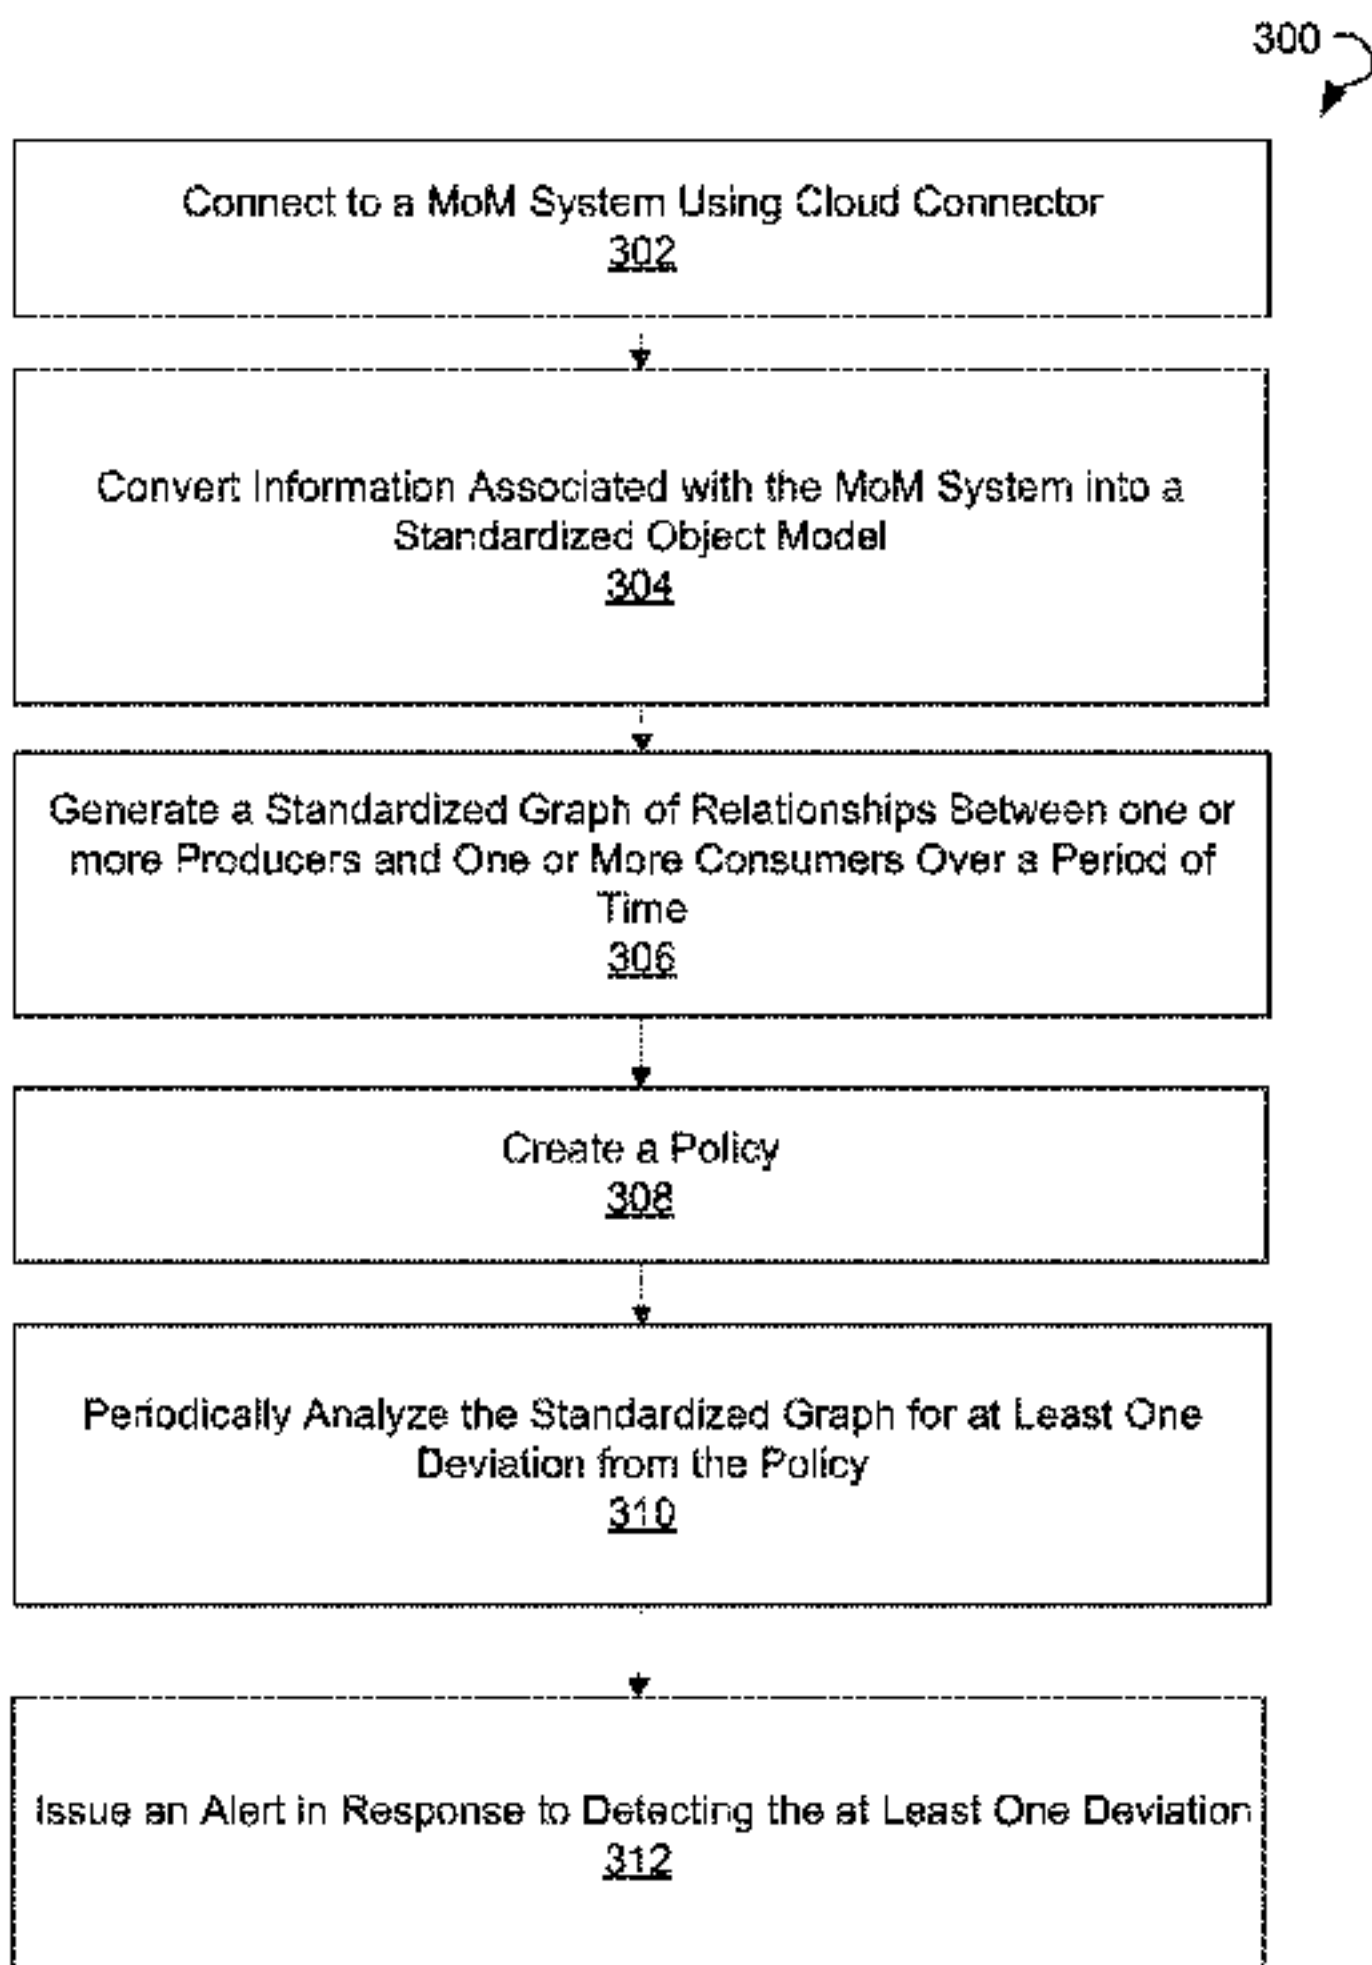 300
Connect to a MoM System Using Cloud Connector
302
Convert Information Associated with the MoM System into a
Standardized Object Model
304
Generate a Standardized Graph of Relationships Between one or
more Producers and One or More Consumers Over a Period of
Time
306
Create a Policy
308
Periodically Analyze the Standardized Graph for at Least One
Deviation from the Policy
310
Issue an Alert in Response to Detecting the at Least One Deviation
312